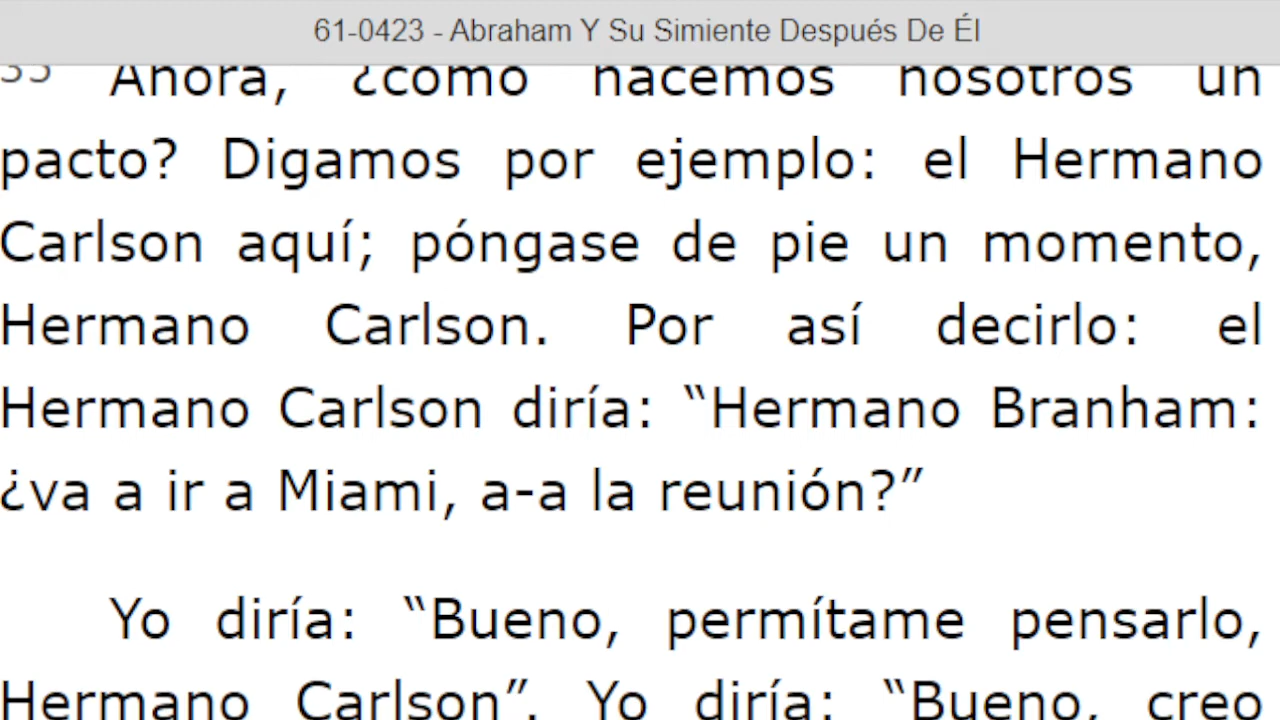 61-0423 - Abraham Y Su Simiente Después De Él
35 Ahora, ¿cómo hacemos nosotros un
pacto? Digamos por ejemplo: el Hermano
Carlson aquí; póngase de pie un momento,
Hermano Carlson. Por así decirlo: el
Hermano Carlson diría: “Hermano Branham:
¿va a ir a Miami, a-a la reunión?”
Yo diría: “Bueno, permítame pensarlo,
Hermano Carlson”. Yo diría: “Bueno, creo